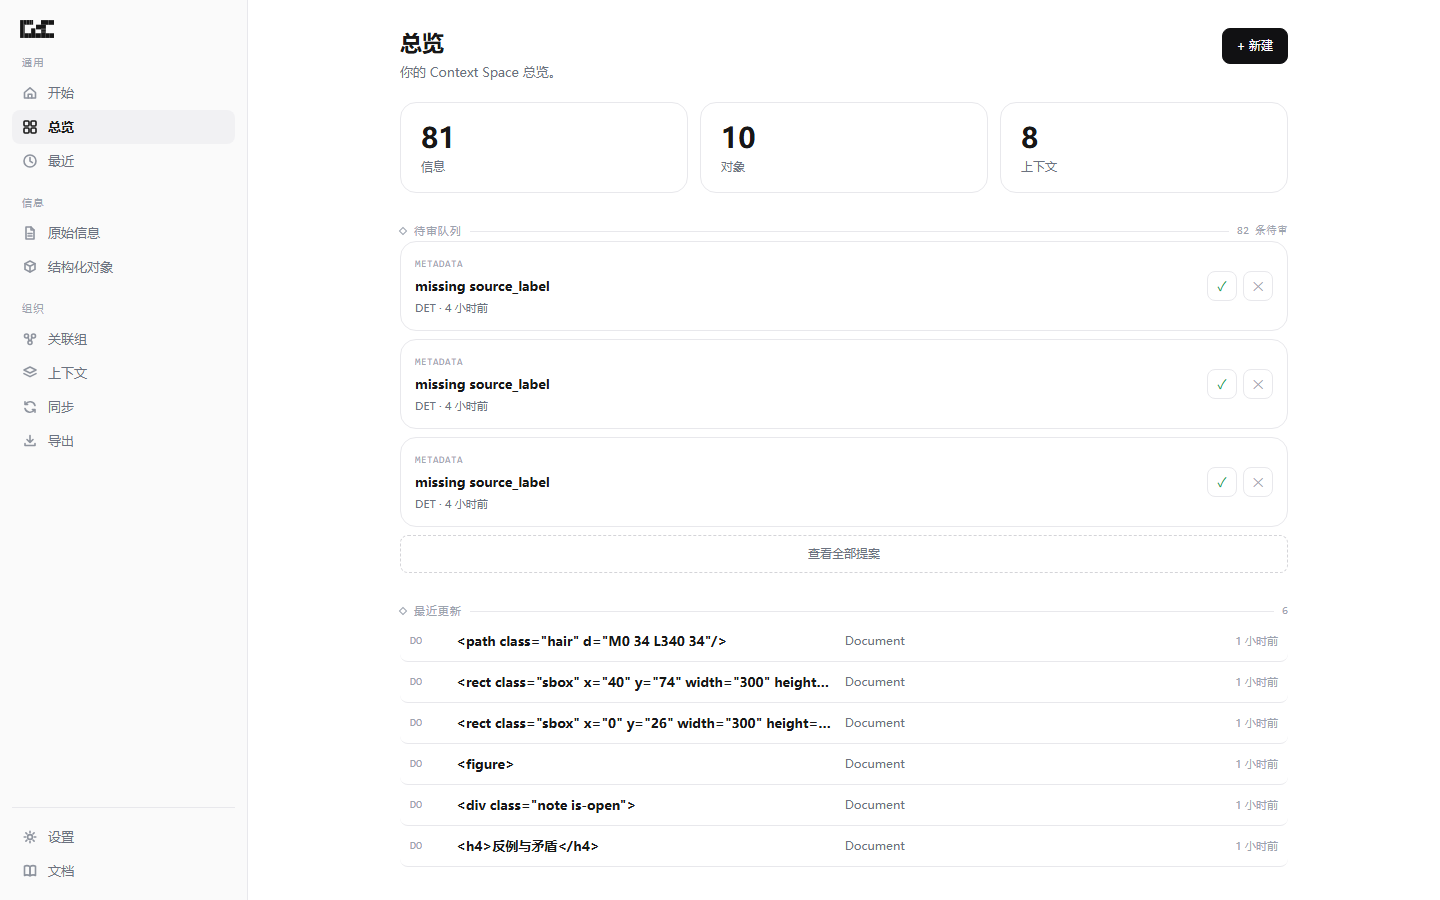 通用
开始
总览
最近
信息
原始信息
结构化对象
组织
关联组
上下文
同步
导出
设置
文档
总览
你的 Context Space 总览。
+ 新建
81
信息
10
对象
8
上下文
待审队列
82 条待审
METADATA
missing source_label
DET · 4 小时前
✓ ×
METADATA
missing source_label
DET · 4 小时前
✓ ×
METADATA
missing source_label
DET · 4 小时前
✓ ×
查看全部提案
最近更新
6
DO <path class="hair" d="M0 34 L340 34"/> Document 1 小时前
DO <rect class="sbox" x="40" y="74" width="300" height... Document 1 小时前
DO <rect class="sbox" x="0" y="26" width="300" height=... Document 1 小时前
DO <figure> Document 1 小时前
DO <div class="note is-open"> Document 1 小时前
DO <h4>反例与矛盾</h4> Document 1 小时前